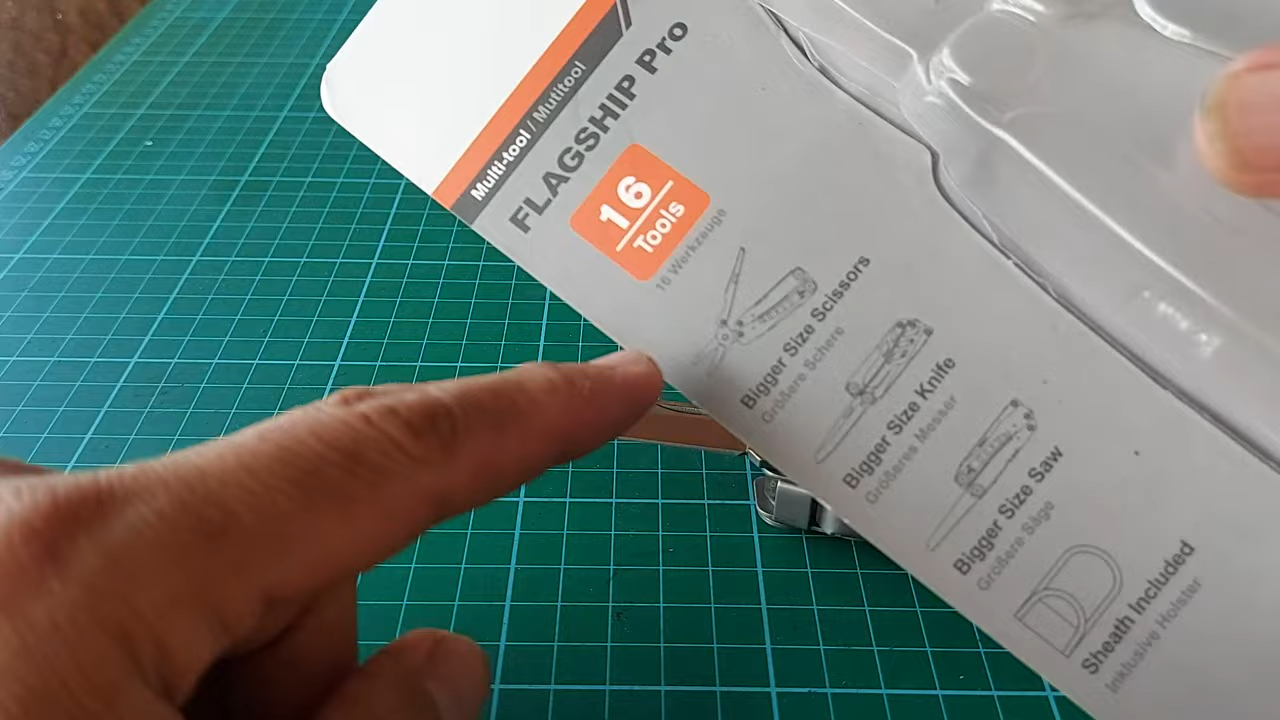 Multi-tool / Mutitool
FLAGSHIP Pro
16
Tools
16 Werkzeuge
Bigger Size Scissors
Größere Schere
Bigger Size Knife
Größeres Messer
Bigger Size Saw
Größere Säge
Sheath Included
Inklusive Holster